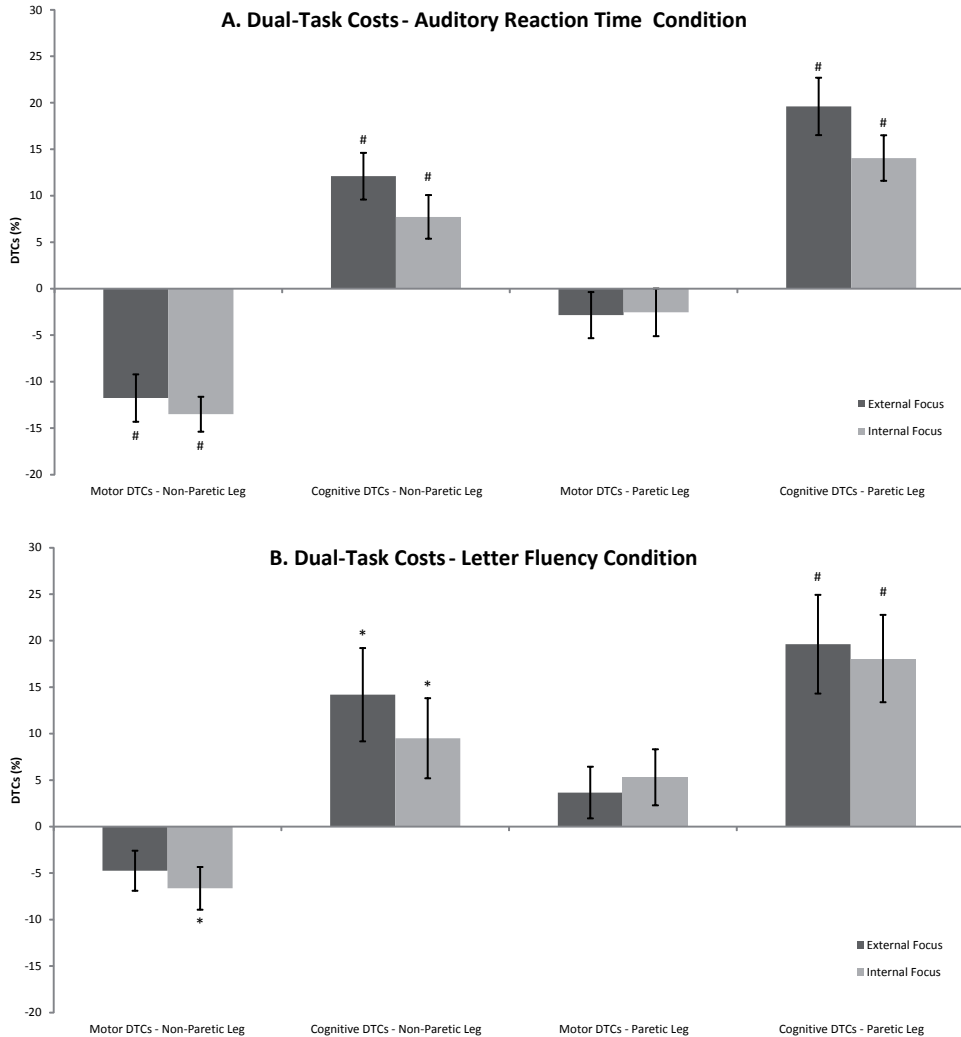 A. Dual-Task Costs - Auditory Reaction Time Condition
30
25
20
15
10
5
0
-5
-10
-15
-20
DTCs (%)
#
#
#
#
#
#
External Focus
Internal Focus
Motor DTCs - Non-Paretic Leg
Cognitive DTCs - Non-Paretic Leg
Motor DTCs - Paretic Leg
Cognitive DTCs - Paretic Leg
B. Dual-Task Costs - Letter Fluency Condition
30
25
20
15
10
5
0
-5
-10
-15
-20
DTCs (%)
*
*
*
#
#
External Focus
Internal Focus
Motor DTCs - Non-Paretic Leg
Cognitive DTCs - Non-Paretic Leg
Motor DTCs - Paretic Leg
Cognitive DTCs - Paretic Leg